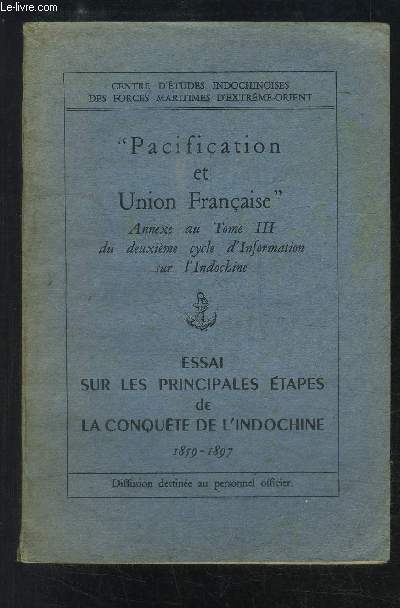 Le-livre.com
CENTRE D'ÉTUDES INDOCHINOISES
DES FORCES MARITIMES D'EXTRÊME-ORIENT
"Pacification
et
Union Française"
Annexe au Tome III
du deuxième cycle d'Information
sur l'Indochine
ESSAI
SUR LES PRINCIPALES ÉTAPES
de
LA CONQUÊTE DE L'INDOCHINE
1859-1897
Diffusion destinée au personnel officier.